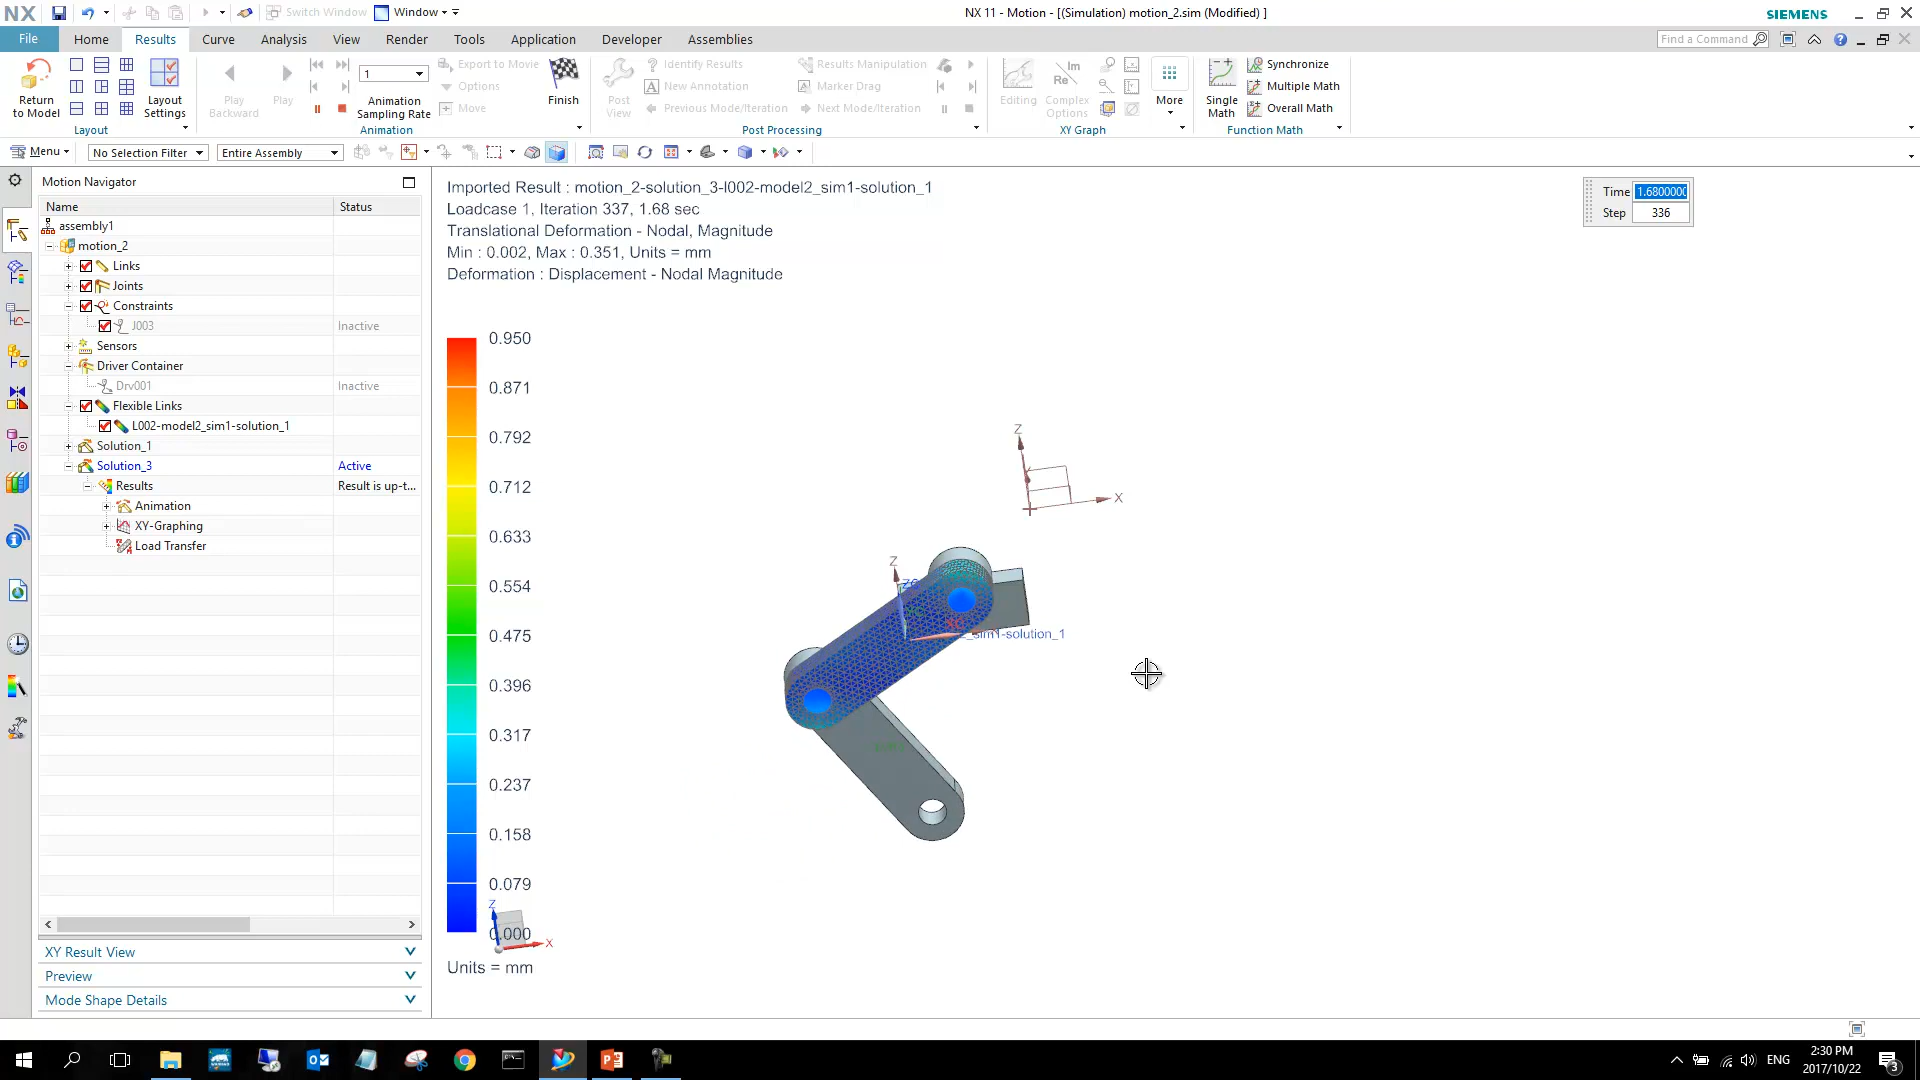 NX
Switch Window
Window
NX 11 - Motion - [(Simulation) motion_2.sim (Modified) ]
SIEMENS
File
Home
Results
Curve
Analysis
View
Render
Tools
Application
Developer
Assemblies
Find a Command
Return
to Model
Layout
Settings
Layout
Play
Backward
Play
1
Animation
Sampling Rate
Export to Movie
Options
Move
Finish
Animation
Post
View
Identify Results
New Annotation
Previous Mode/Iteration
Results Manipulation
Marker Drag
Next Mode/Iteration
Post Processing
Editing
Complex
Options
More
XY Graph
Single
Math
Synchronize
Multiple Math
Overall Math
Function Math
Menu
No Selection Filter
Entire Assembly
Motion Navigator
Name
Status
assembly1
motion_2
Links
Joints
Constraints
J003
Inactive
Sensors
Driver Container
Drv001
Inactive
Flexible Links
L002-model2_sim1-solution_1
Solution_1
Solution_3
Active
Results
Result is up-t...
Animation
XY-Graphing
Load Transfer
XY Result View
Preview
Mode Shape Details
Imported Result : motion_2-solution_3-l002-model2_sim1-solution_1
Loadcase 1, Iteration 337, 1.68 sec
Translational Deformation - Nodal, Magnitude
Min : 0.002, Max : 0.351, Units = mm
Deformation : Displacement - Nodal Magnitude
0.950
0.871
0.792
0.712
0.633
0.554
0.475
0.396
0.317
0.237
0.158
0.079
0.000
Units = mm
Z
X
Z
X
Z
_sim1-solution_1
Time
1.6800000
Step
336
ENG
2:30 PM
2017/10/22
3